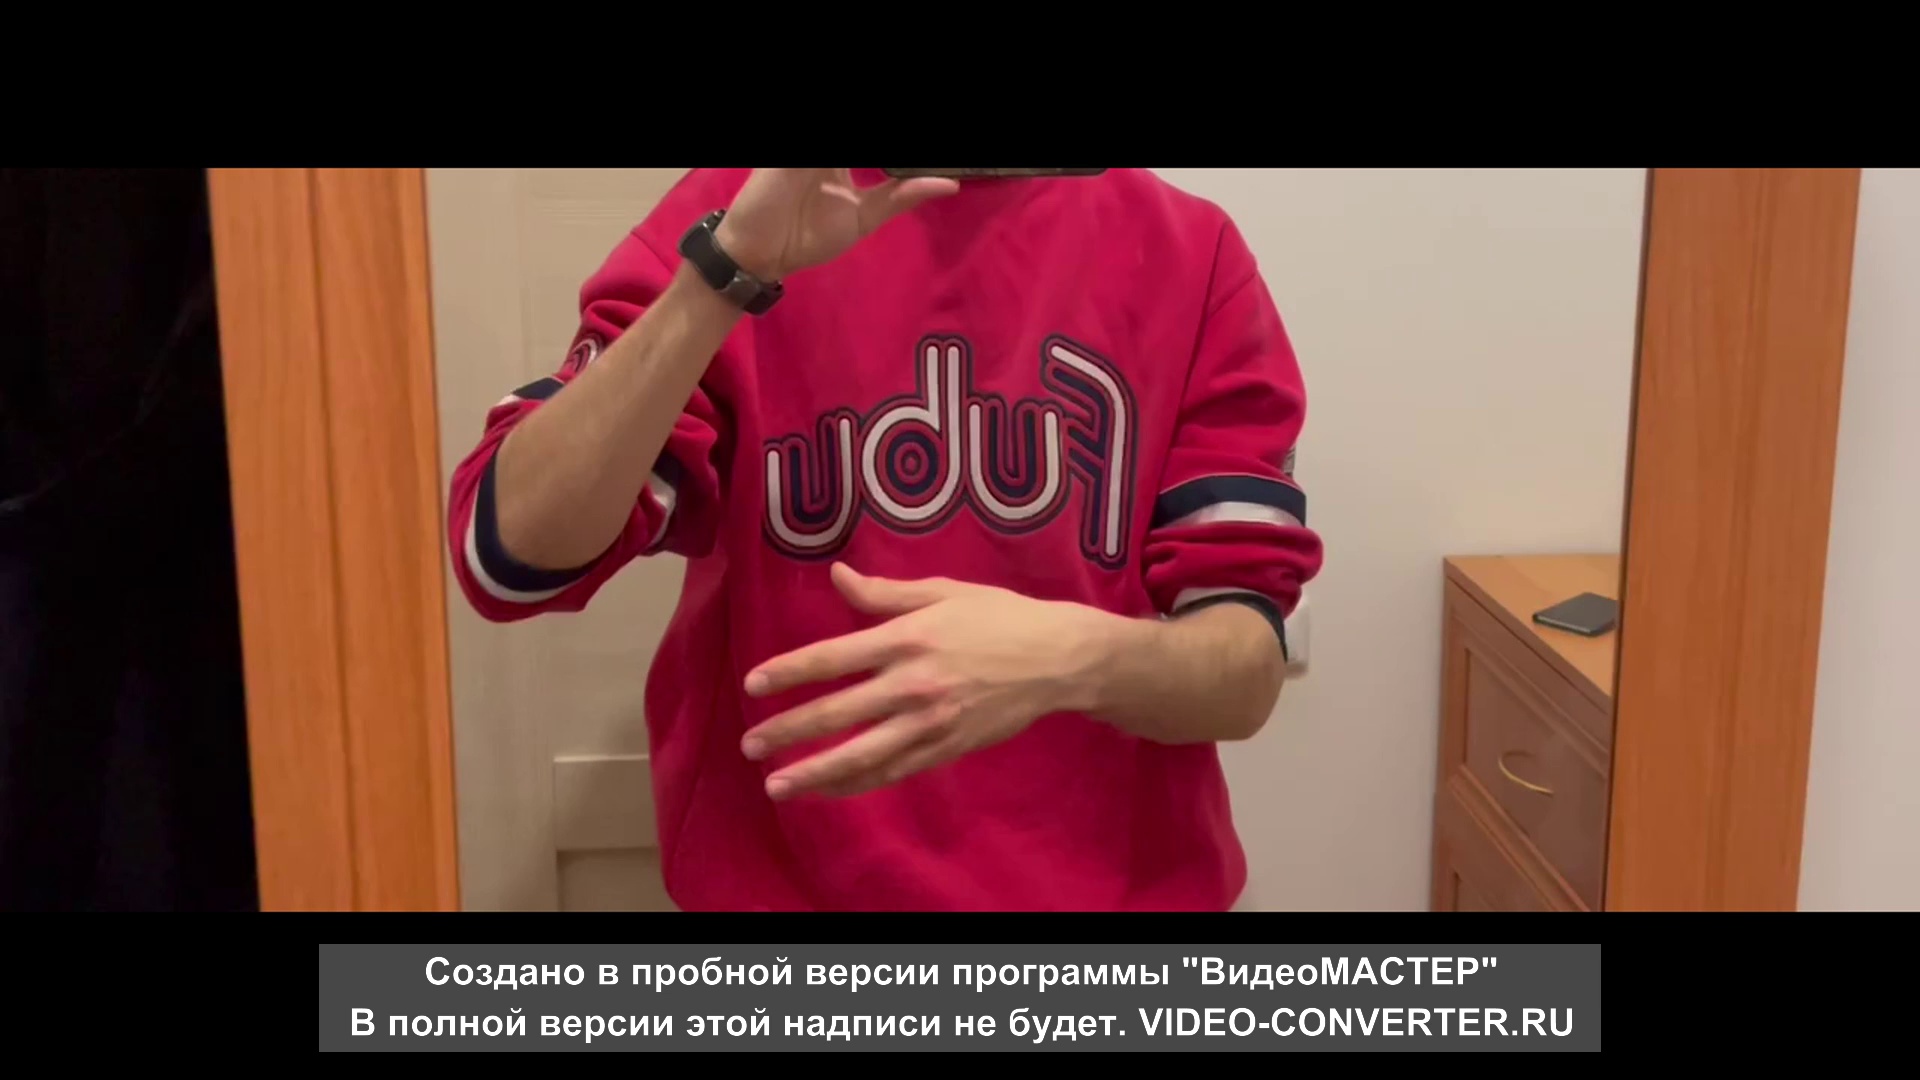 Fubu
Создано в пробной версии программы "ВидеоМАСТЕР"
В полной версии этой надписи не будет. VIDEO-CONVERTER.RU